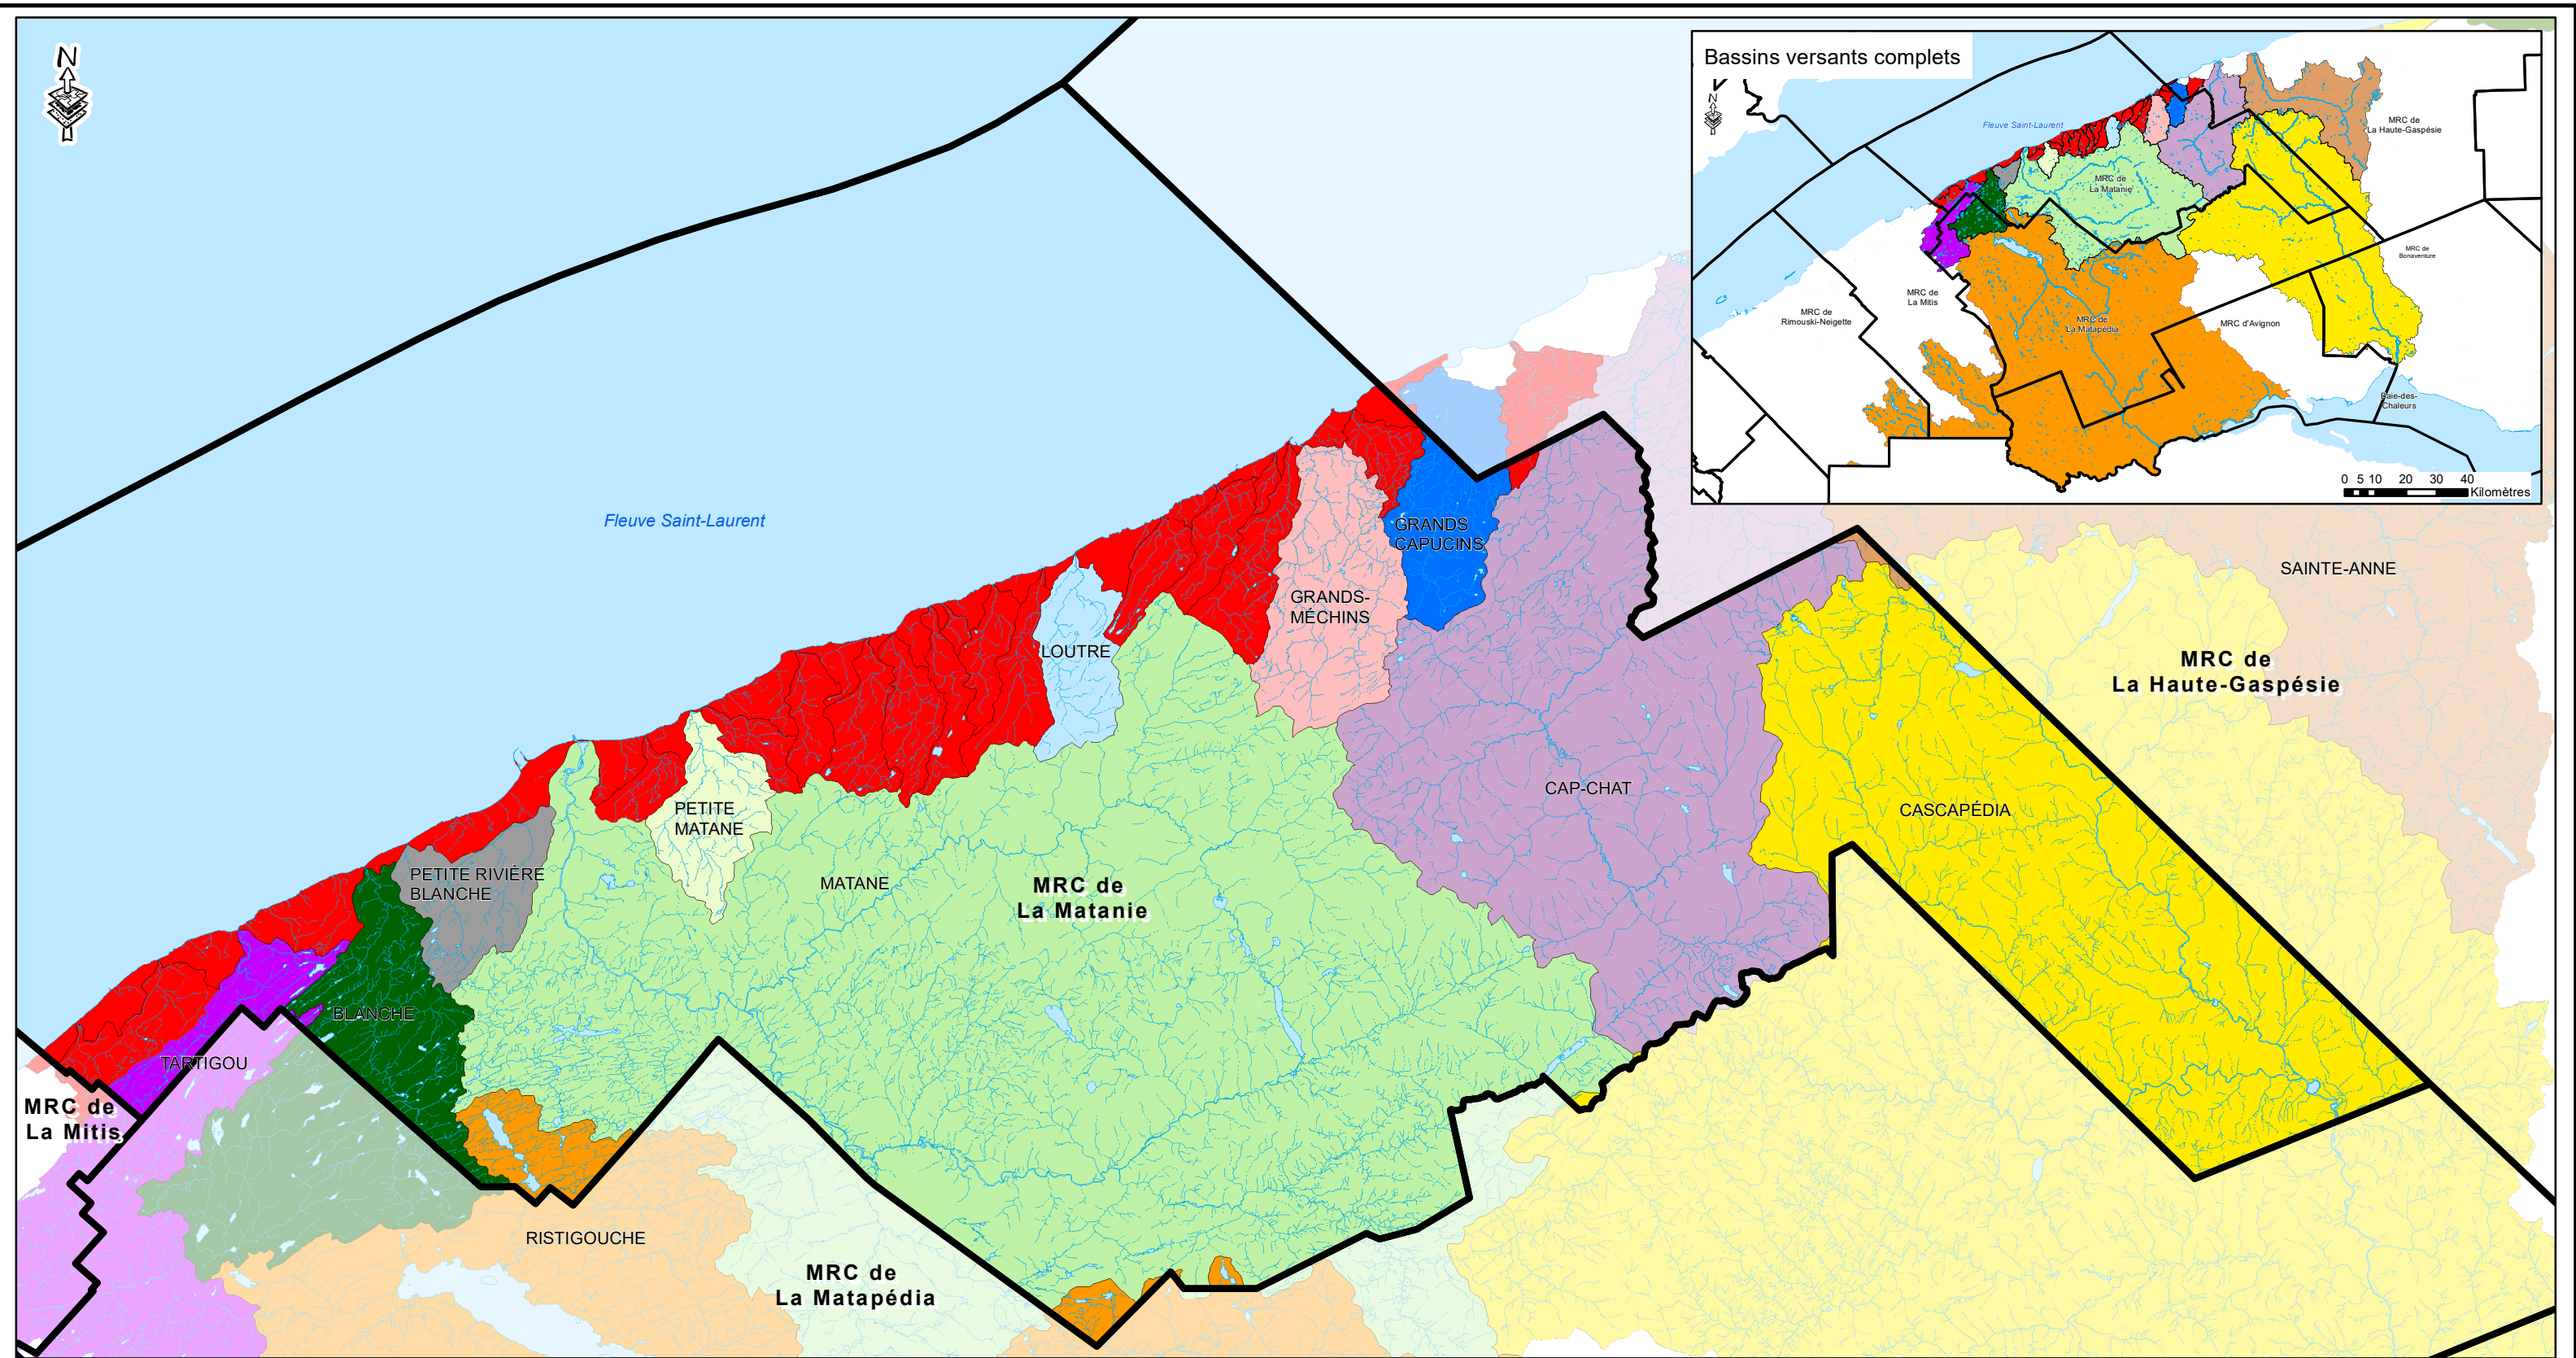 N
Bassins versants complets
N
Fleuve Saint-Laurent
MRC de
La Haute-Gaspésie
MRC de
La Matanie
MRC de
Bonaventure
MRC de
La Mitis
MRC de
Rimouski-Neigette
MRC de
La Matapédia
MRC d'Avignon
Baie-des-
Chaleurs
0 5 10 20 30 40
Kilomètres
Fleuve Saint-Laurent
GRANDS
CAPUCINS
SAINTE-ANNE
GRANDS-
MÉCHINS
LOUTRE
MRC de
La Haute-Gaspésie
CAP-CHAT
CASCAPÉDIA
PETITE
MATANE
PETITE RIVIÈRE
BLANCHE
MATANE
MRC de
La Matanie
BLANCHE
TARTIGOU
MRC de
La Mitis
RISTIGOUCHE
MRC de
La Matapédia